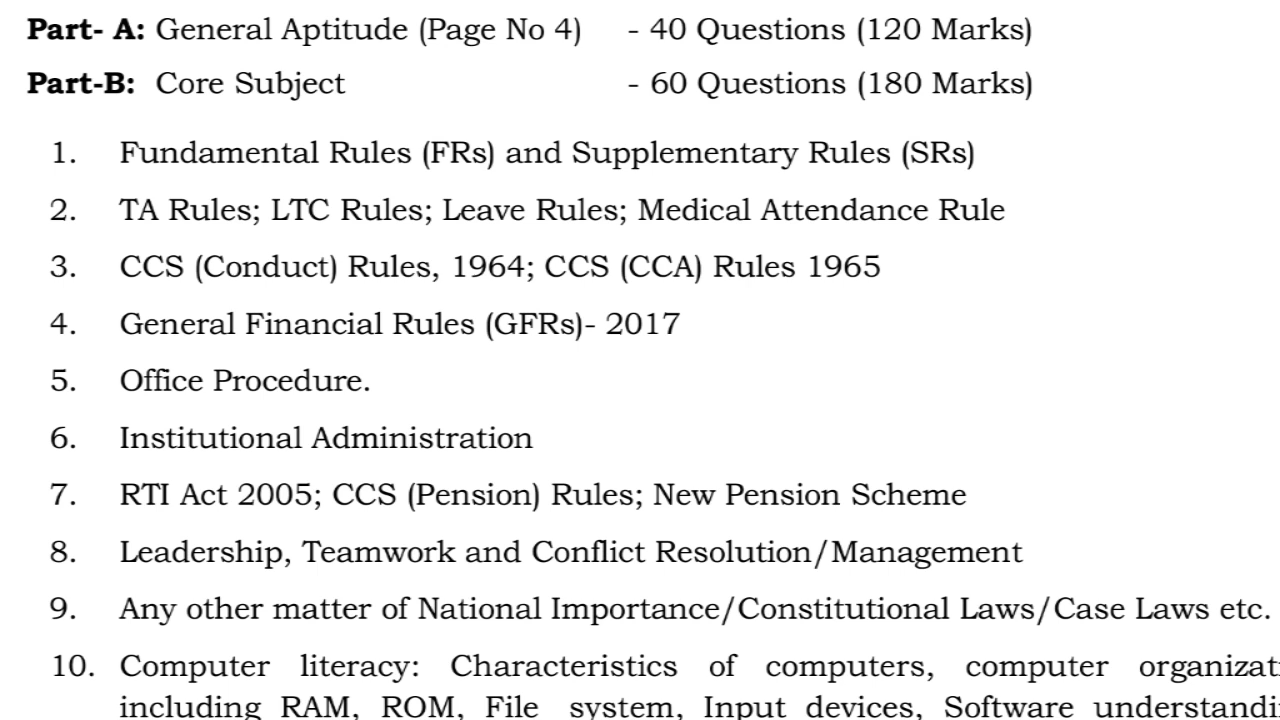 Part- A: General Aptitude (Page No 4) - 40 Questions (120 Marks)
Part-B: Core Subject - 60 Questions (180 Marks)
1. Fundamental Rules (FRs) and Supplementary Rules (SRs)
2. TA Rules; LTC Rules; Leave Rules; Medical Attendance Rule
3. CCS (Conduct) Rules, 1964; CCS (CCA) Rules 1965
4. General Financial Rules (GFRs)- 2017
5. Office Procedure.
6. Institutional Administration
7. RTI Act 2005; CCS (Pension) Rules; New Pension Scheme
8. Leadership, Teamwork and Conflict Resolution/Management
9. Any other matter of National Importance/Constitutional Laws/Case Laws etc.
10. Computer literacy: Characteristics of computers, computer
including RAM, ROM, File system, Input devices, Software